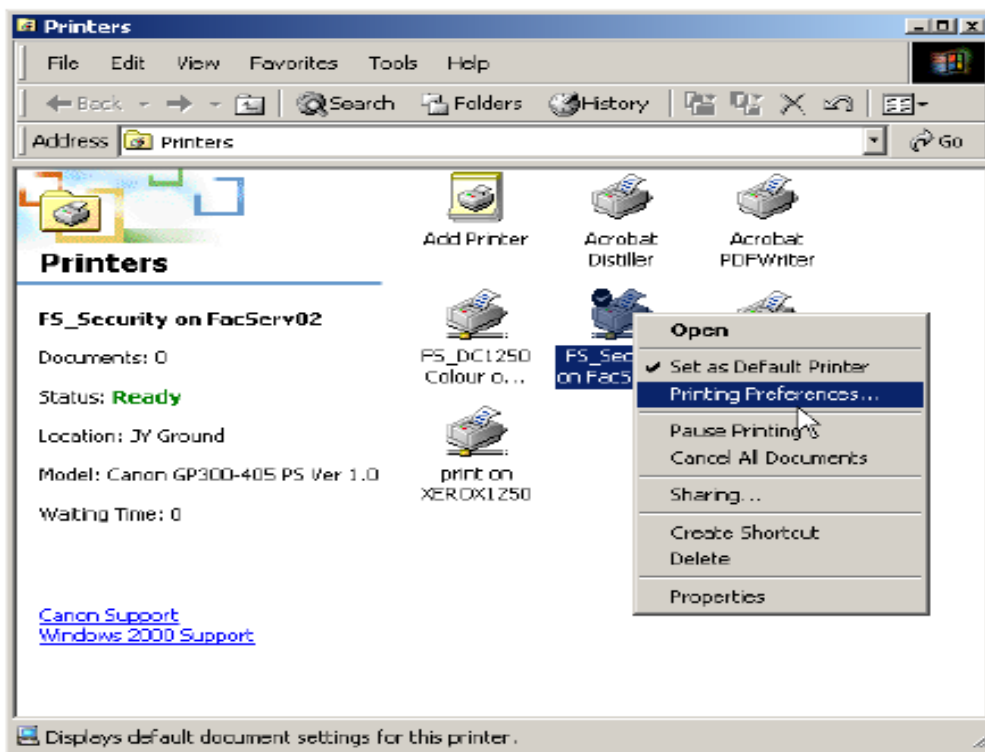 Printers
File Edit View Favorites Tools Help
Back Search Folders History
Address Printers Go
Printers
FS_Security on FacServ02
Documents: 0
Status: Ready
Location: JY Ground
Model: Canon GP300-405 PS Ver 1.0
Waiting Time: 0
Canon Support
Windows 2000 Support
Add Printer
Acrobat
Distiller
Acrobat
PDFWriter
FS_DC1250
Colour o...
FS_Sec
on FacS
print on
XEROX1250
Open
Set as Default Printer
Printing Preferences...
Pause Printing
Cancel All Documents
Sharing...
Create Shortcut
Delete
Properties
Displays default document settings for this printer.